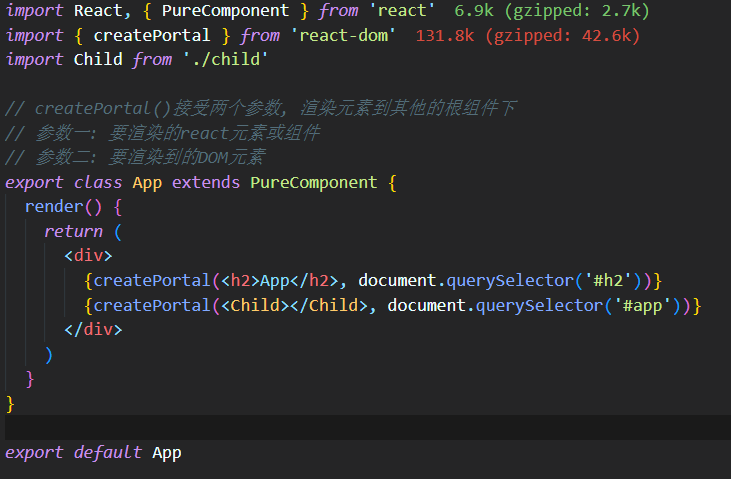 import React, { PureComponent } from 'react' 6.9k (gzipped: 2.7k)
import { createPortal } from 'react-dom' 131.8k (gzipped: 42.6k)
import Child from './child'
// createPortal()接受两个参数, 渲染元素到其他的根组件下
// 参数一: 要渲染的react元素或组件
// 参数二: 要渲染到的DOM元素
export class App extends PureComponent {
render() {
return (
<div>
{createPortal(<h2>App</h2>, document.querySelector('#h2'))}
{createPortal(<Child></Child>, document.querySelector('#app'))}
</div>
)
}
}
export default App